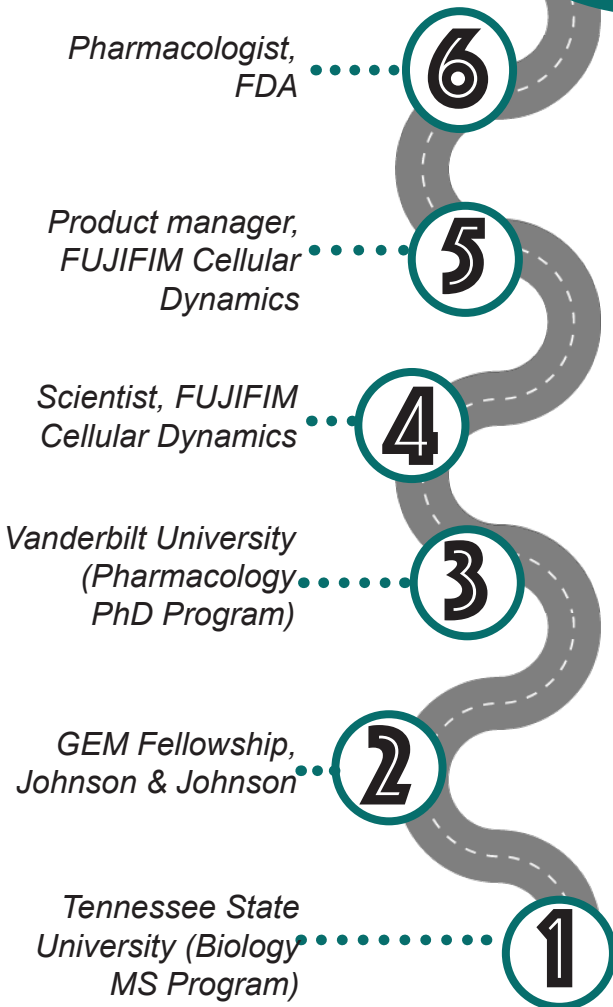 Pharmacologist,
FDA
6
Product manager,
FUJIFIM Cellular
Dynamics
5
Scientist, FUJIFIM
Cellular Dynamics
4
Vanderbilt University
(Pharmacology
PhD Program)
3
GEM Fellowship,
Johnson & Johnson
2
Tennessee State
University (Biology
MS Program)
1